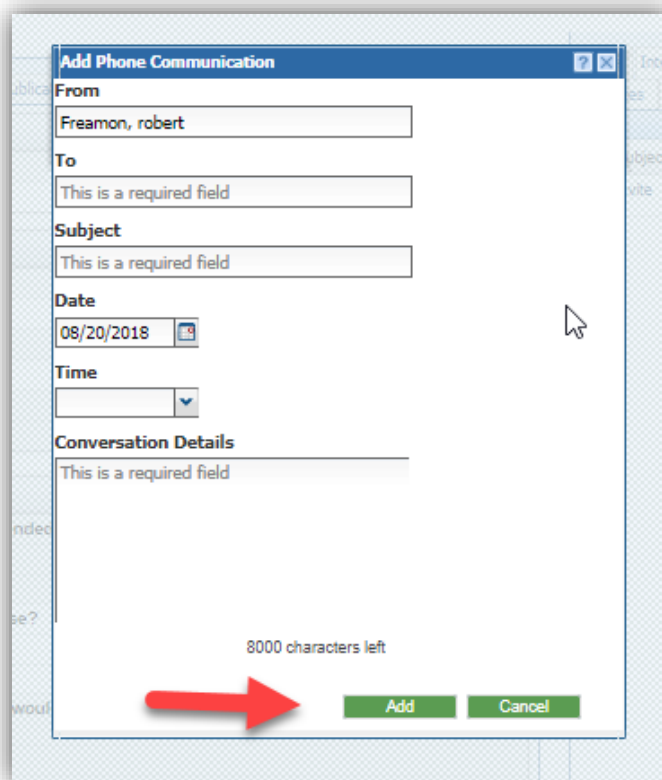 Add Phone Communication
From
Freamon, robert
To
This is a required field
Subject
This is a required field
Date
08/20/2018
Time
Conversation Details
This is a required field
8000 characters left
Add Cancel